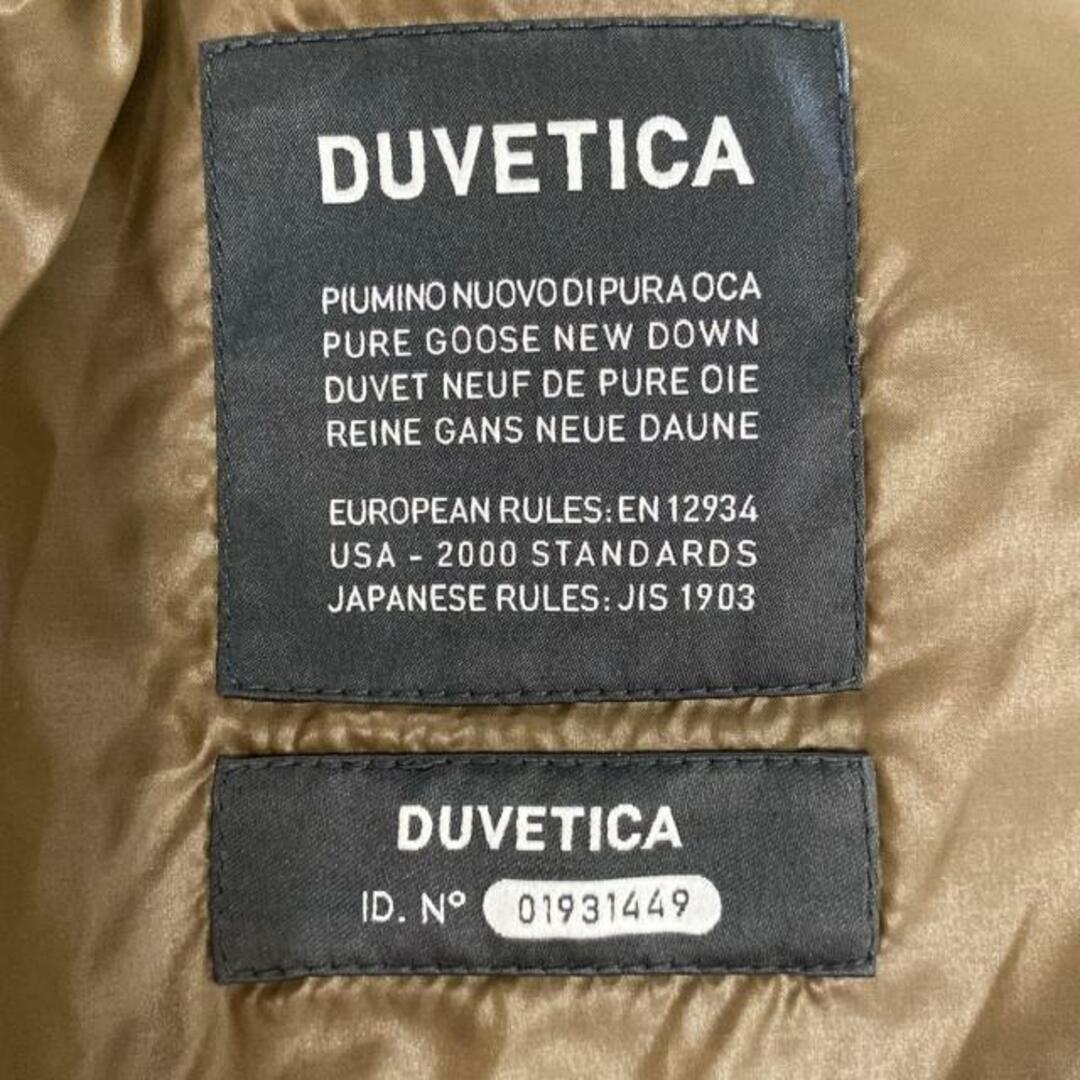 DUVETICA
PIUMINO NUOVO DI PURA OCA
PURE GOOSE NEW DOWN
DUVET NEUF DE PURE OIE
REINE GANS NEUE DAUNE
EUROPEAN RULES: EN 12934
USA - 2000 STANDARDS
JAPANESE RULES: JIS 1903
DUVETICA
ID. Nº 01931449